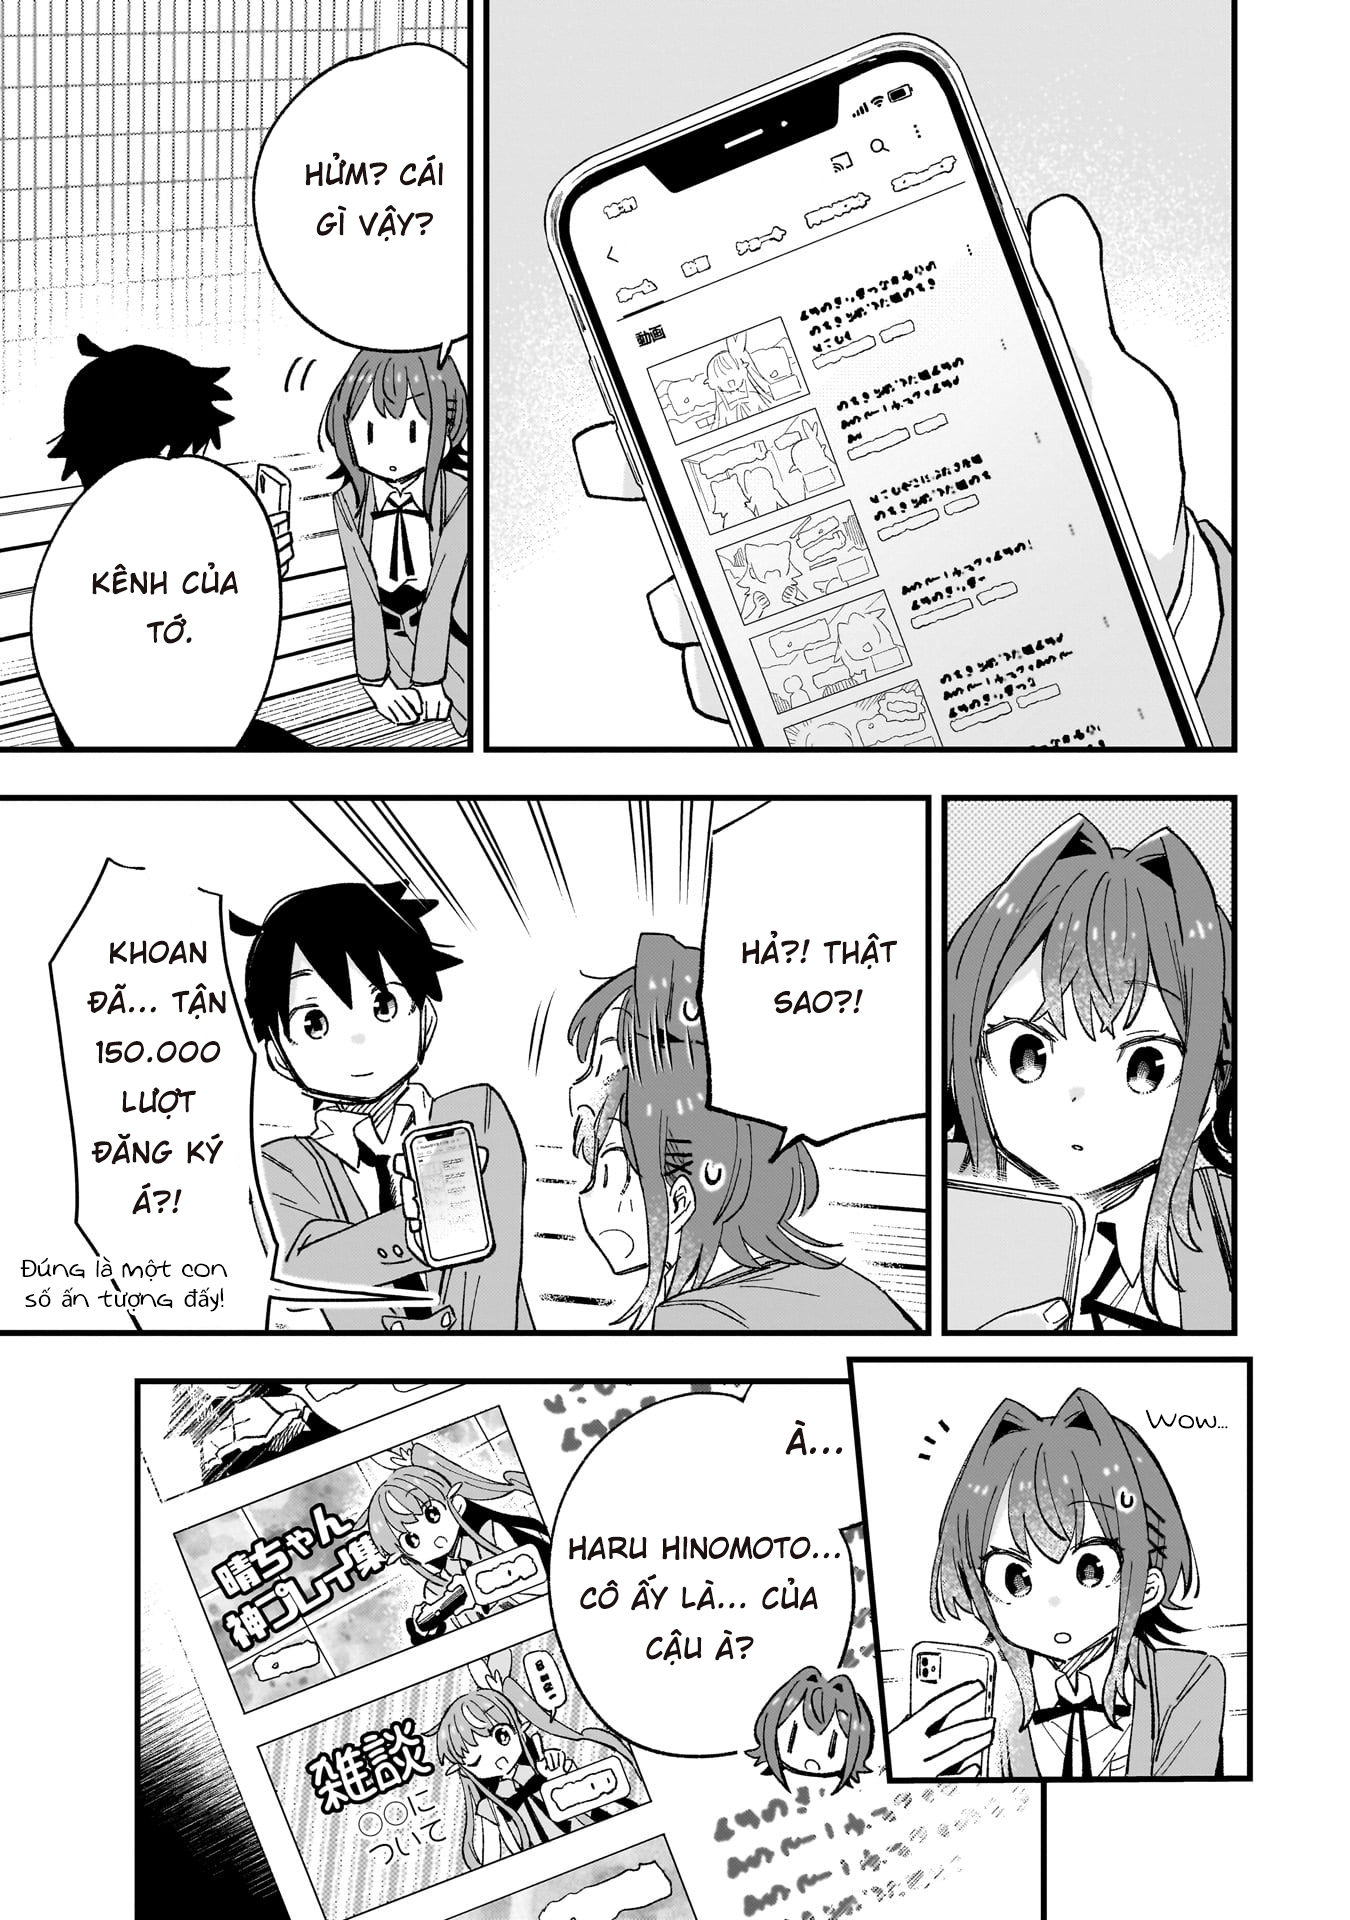 動画
HỬM? CÁI
GÌ VẬY?
KÊNH CỦA
TỚ.
HẢ?! THẬT
SAO?!
KHOAN
ĐÃ... TẬN
150.000
LƯỢT
ĐĂNG KÝ
Á?!
Đúng là một con
số ấn tượng đấy!
Wow...
À...
HARU HINOMOTO...
CÔ ẤY LÀ... CỦA
CẬU À?
晴ちゃん
神プレイ集
雑談
○○に
ついて